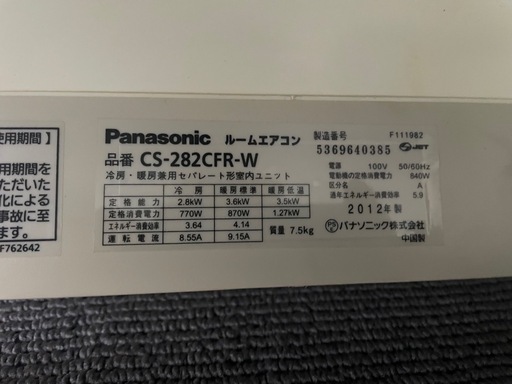 使用期間】
期間を
ただいた
化による
事故に至
ます。
F762642
Panasonic ルームエアコン
品番 CS-282CFR-W
冷房・暖房兼用セパレート形室内ユニット
冷房 暖房標準 暖房低温
定格能力 2.8kW 3.6kW 3.5kW
定格消費電力 770W 870W 1.27kW
エネルギー消費効率 3.64 4.14
運転電流 8.55A 9.15A
質量 7.5kg
製造番号 F111982
5369640385 JET
電源 100V 50/60Hz
電動機の定格消費電力 840W
区分名 A
通年エネルギー消費効率 5.9
2012年製
PS E パナソニック株式会社
中国製